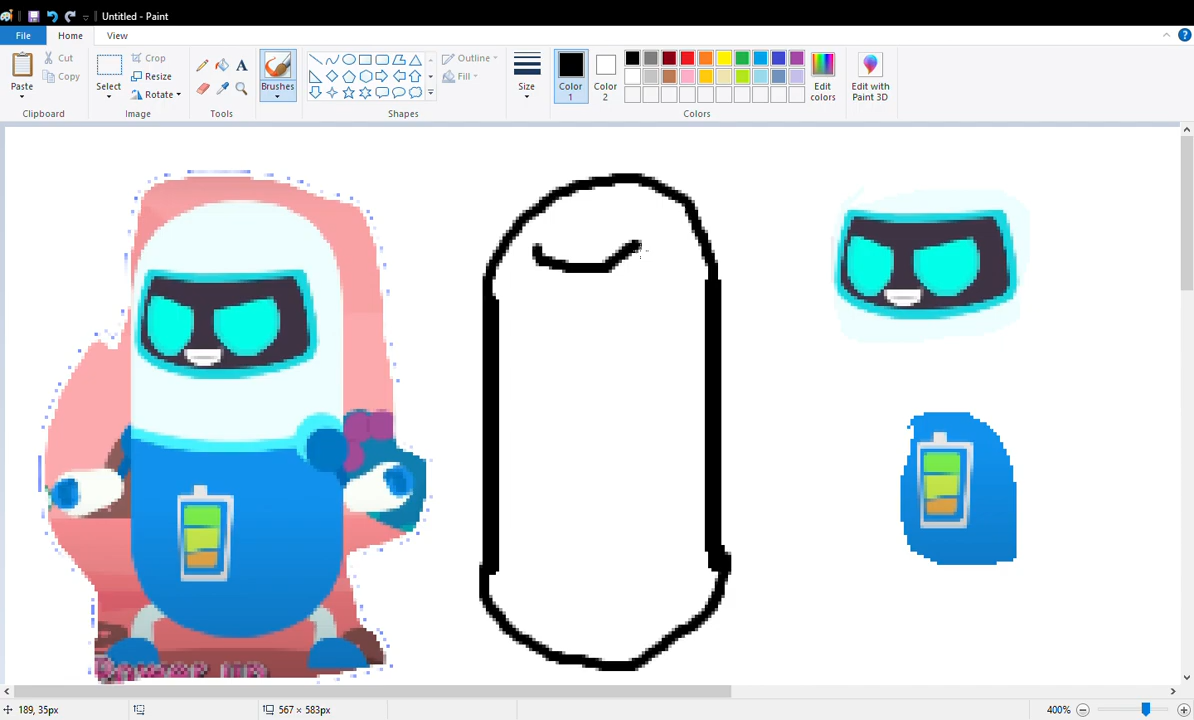 Untitled - Paint
File
Home
View
Paste
Cut
Copy
Clipboard
Select
Crop
Resize
Rotate
Image
A
Tools
Brushes
Outline
Fill
Shapes
Size
Color 1
Color 2
Edit colors
Colors
Edit with Paint 3D
189, 35px
567 × 583px
400%